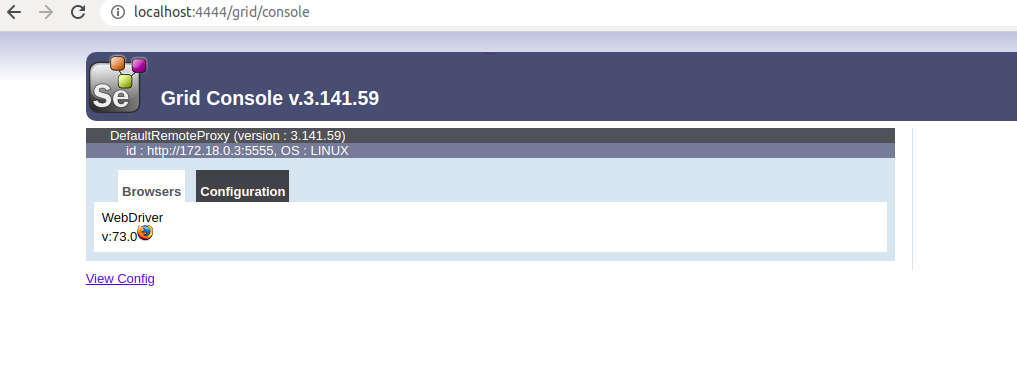 localhost:4444/grid/console
Se
Grid Console v.3.141.59
DefaultRemoteProxy (version : 3.141.59)
id : http://172.18.0.3:5555, OS : LINUX
Browsers Configuration
WebDriver
v:73.0
View Config